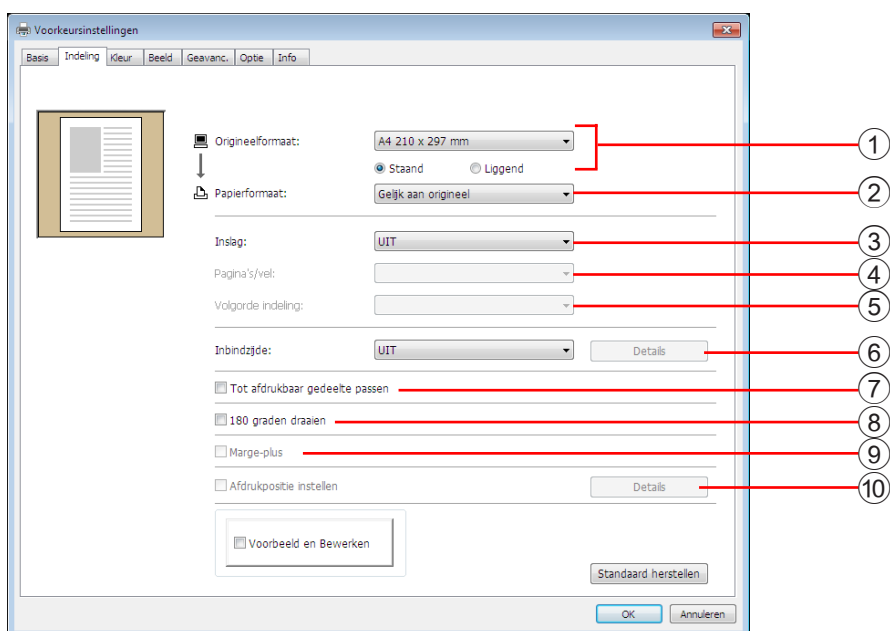 Voorkeursinstellingen
Basis Indeling Kleur Beeld Geavanc. Optie Info
Origineelformaat: A4 210 x 297 mm 1
Staand Liggend
Papierformaat: Gelijk aan origineel 2
Inslag: UIT 3
Pagina's/vel: 4
Volgorde indeling: 5
Inbindzijde: UIT Details 6
Tot afdrukbaar gedeelte passen 7
180 graden draaien 8
Marge-plus 9
Afdrukpositie instellen Details 10
Voorbeeld en Bewerken
Standaard herstellen
OK Annuleren